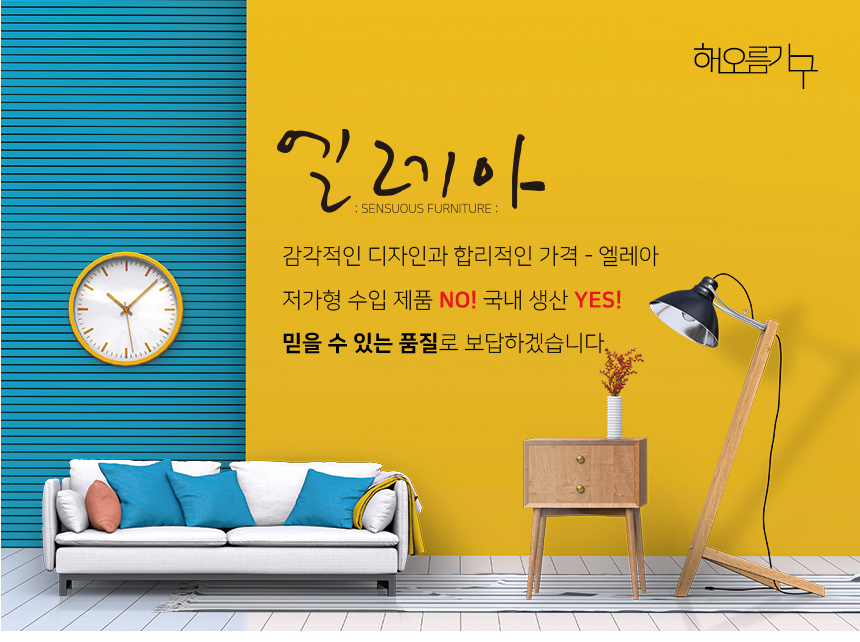 해오름가구
엘레아
: SENSUOUS FURNITURE :
감각적인 디자인과 합리적인 가격 - 엘레아
저가형 수입 제품 NO! 국내 생산 YES!
믿을 수 있는 품질로 보답하겠습니다.